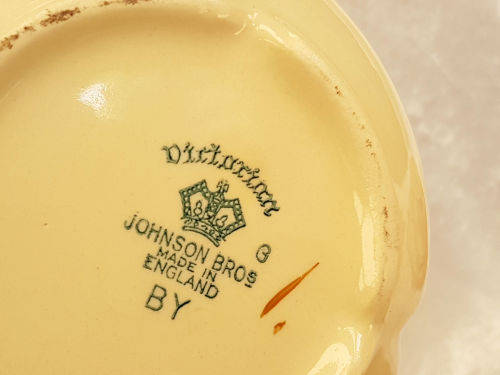 Victorian
G
JOHNSON BROS
MADE IN
ENGLAND
BY